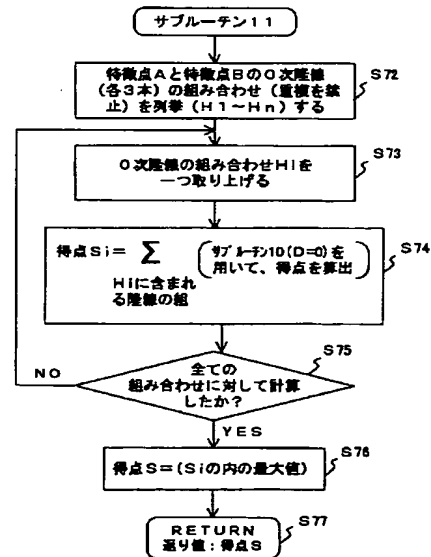 サブルーチン11
特徴点Aと特徴点Bの0次隆線
(各3本)の組み合わせ(重複を禁
止)を列挙(H1~Hn)する
S72
0次隆線の組み合わせHiを
一つ取り上げる
S73
得点Si=∑(サブルーチン10(D=0)を
用いて、得点を算出)
Hiに含まれ
る隆線の組
S74
全ての
組み合わせに対して計算
したか?
S75
NO
YES
得点S=(Siの内の最大値)
S76
RETURN
返り値:得点S
S77